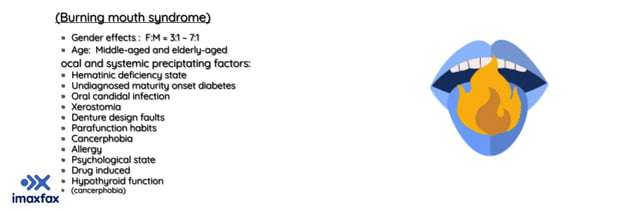 (Burning mouth syndrome)
Gender effects : F:M = 3:1 ~ 7:1
Age: Middle-aged and elderly-aged
ocal and systemic preciptating factors:
Hematinic deficiency state
Undiagnosed maturity onset diabetes
Oral candidal infection
Xerostomia
Denture design faults
Parafunction habits
Cancerphobia
Allergy
Psychological state
Drug induced
Hypothyroid function
(cancerphobia)
imaxfax